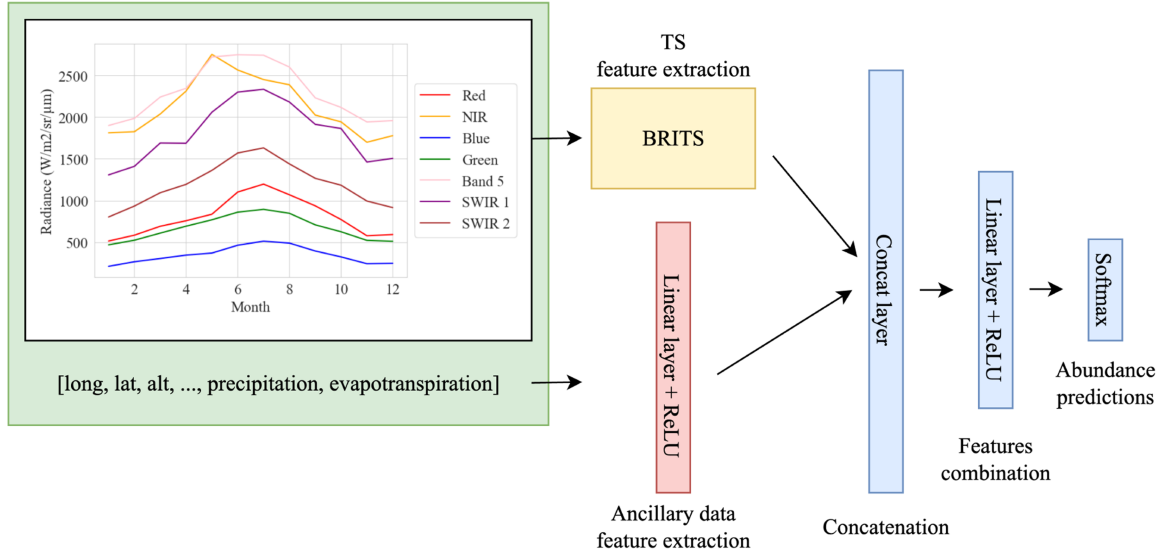 2500
2000
1500
1000
500
Radiance (W/m2/sr/μm)
2 4 6 8 10 12
Month
Red
NIR
Blue
Green
Band 5
SWIR 1
SWIR 2
[long, lat, alt, ..., precipitation, evapotranspiration]
TS
feature extraction
BRITS
Linear layer + ReLU
Ancillary data
feature extraction
Concat layer
Concatenation
Linear layer + ReLU
Features
combination
Softmax
Abundance
predictions